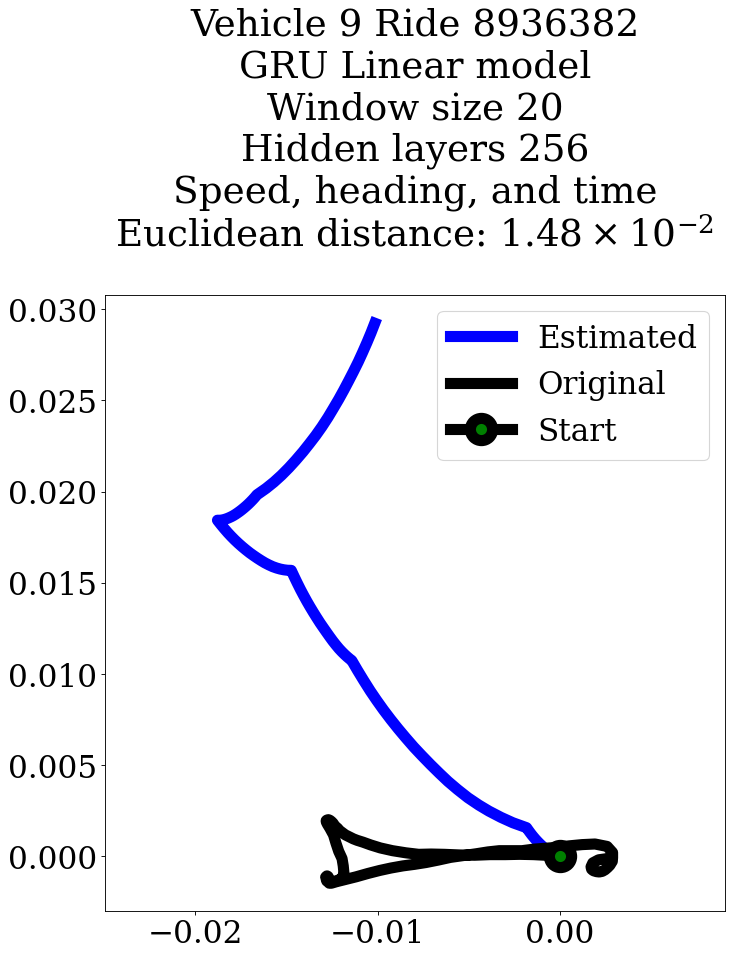 Vehicle 9 Ride 8936382
GRU Linear model
Window size 20
Hidden layers 256
Speed, heading, and time
Euclidean distance: 1.48 × 10⁻²
0.030
0.025
0.020
0.015
0.010
0.005
0.000
Estimated
Original
Start
−0.02
−0.01
0.00